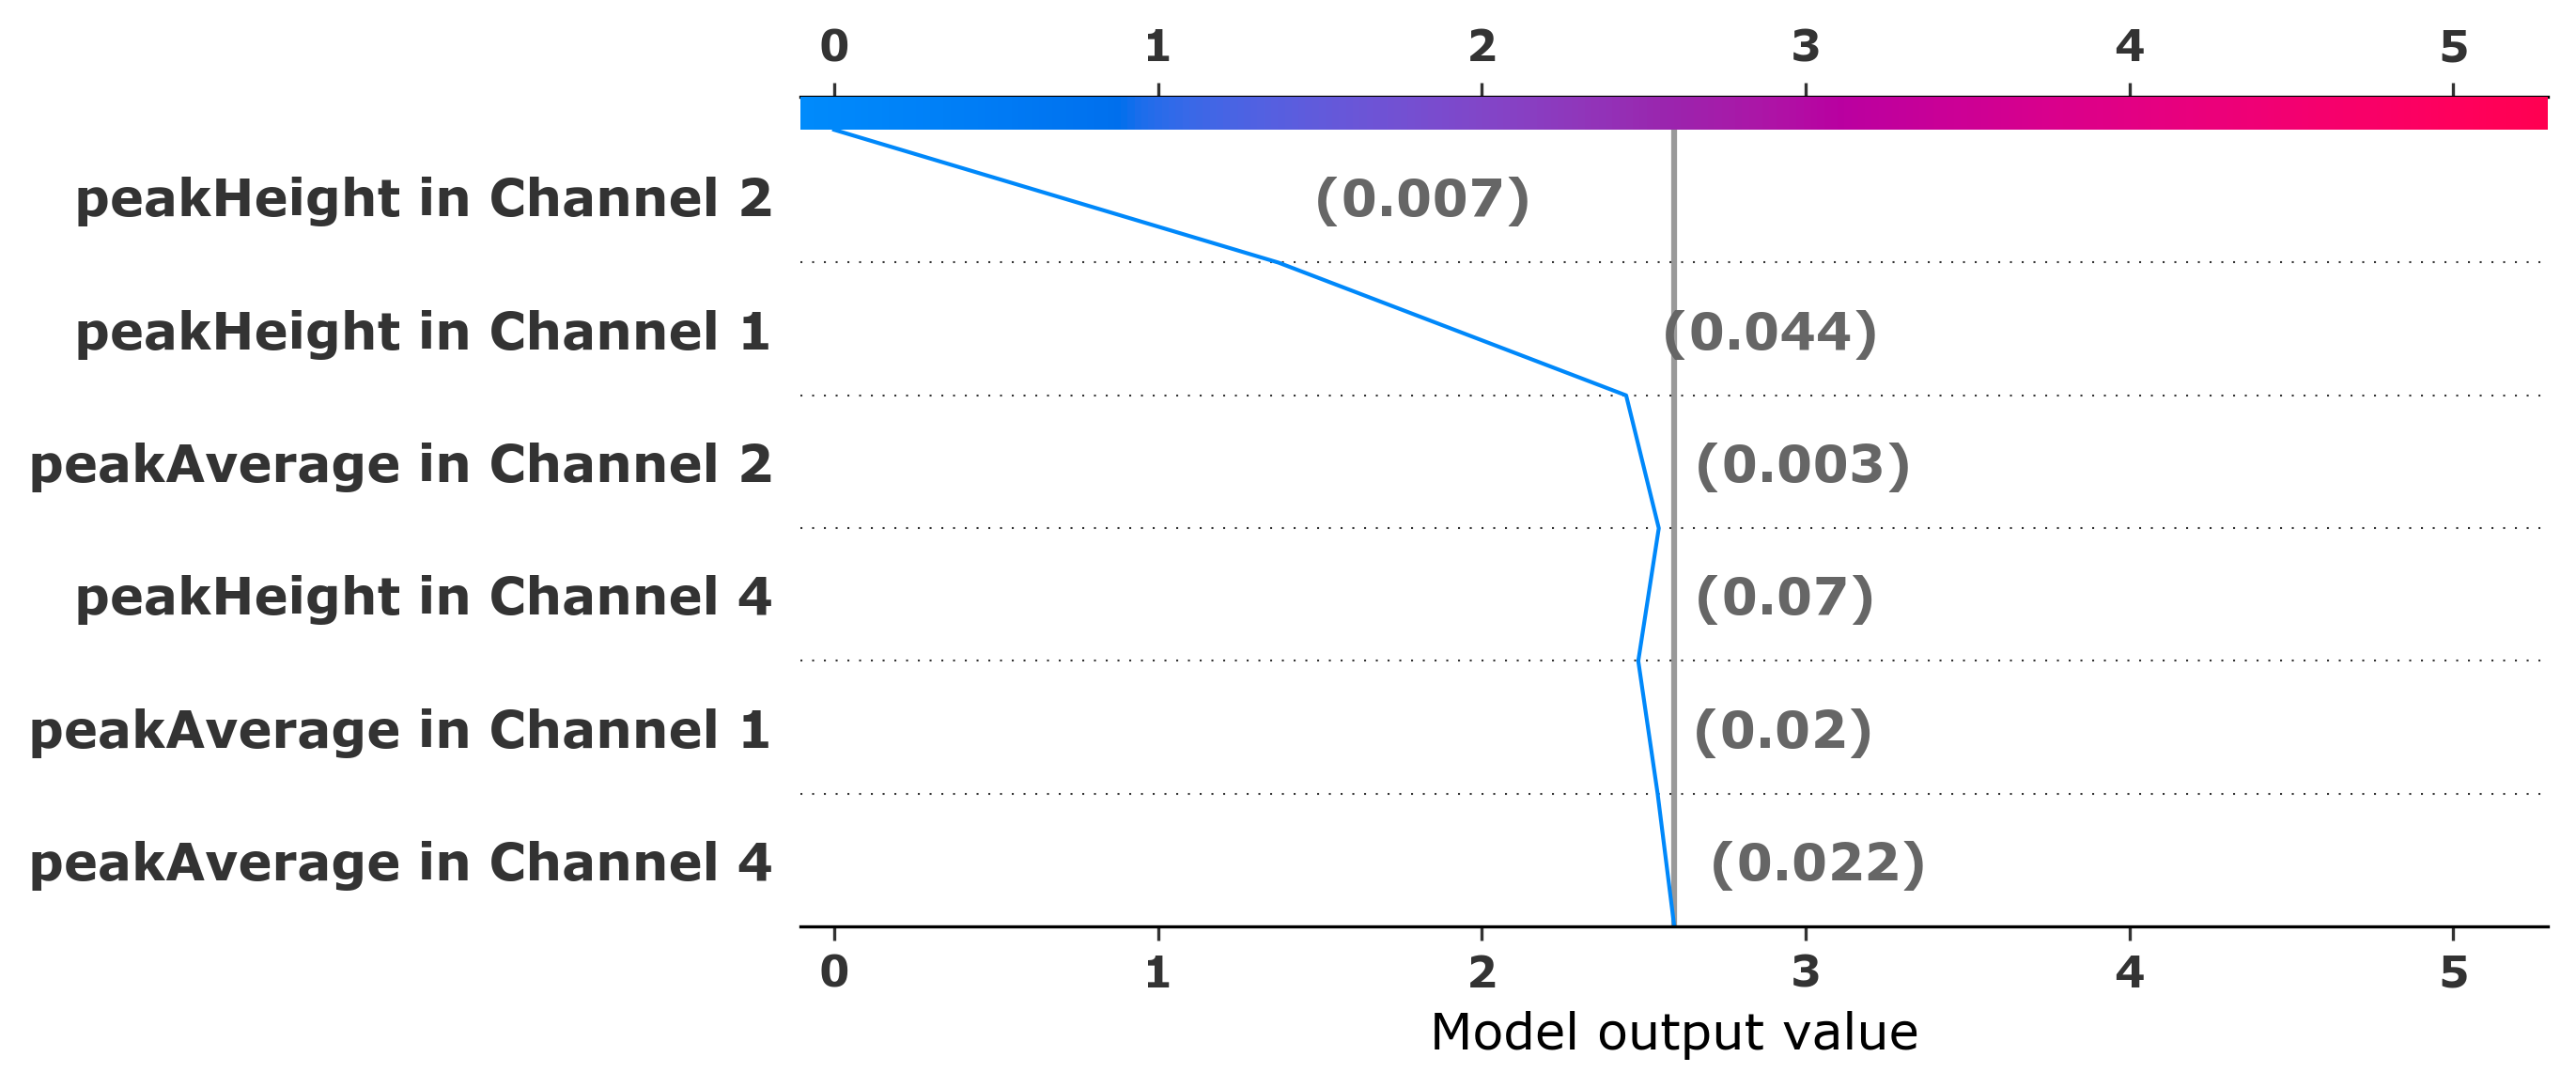 0 1 2 3 4 5
peakHeight in Channel 2 (0.007)
peakHeight in Channel 1 (0.044)
peakAverage in Channel 2 (0.003)
peakHeight in Channel 4 (0.07)
peakAverage in Channel 1 (0.02)
peakAverage in Channel 4 (0.022)
0 1 2 3 4 5
Model output value